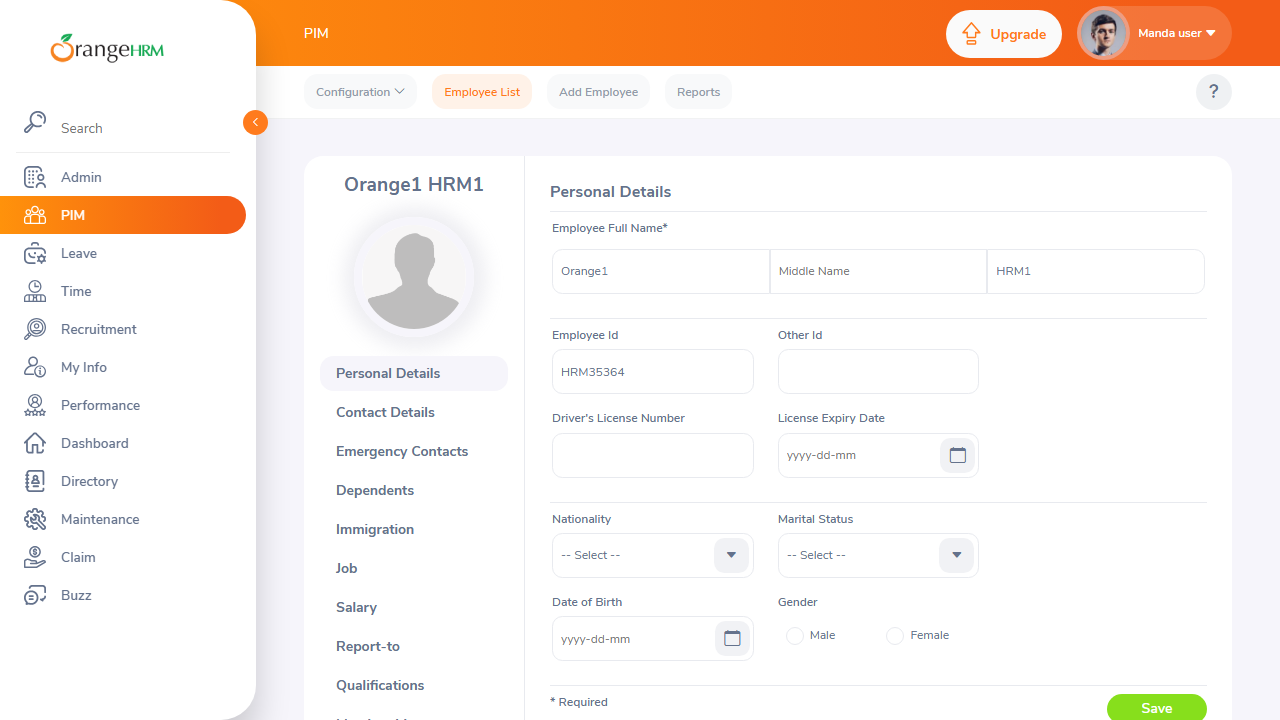 OrangeHRM
PIM
Upgrade
Manda user
Configuration
Employee List
Add Employee
Reports
?
Search
Admin
PIM
Leave
Time
Recruitment
My Info
Performance
Dashboard
Directory
Maintenance
Claim
Buzz
Orange1 HRM1
Personal Details
Contact Details
Emergency Contacts
Dependents
Immigration
Job
Salary
Report-to
Qualifications
Personal Details
Employee Full Name*
Orange1 Middle Name HRM1
Employee Id Other Id
HRM35364
Driver's License Number License Expiry Date
yyyy-dd-mm
Nationality Marital Status
-- Select -- -- Select --
Date of Birth Gender
yyyy-dd-mm Male Female
* Required Save